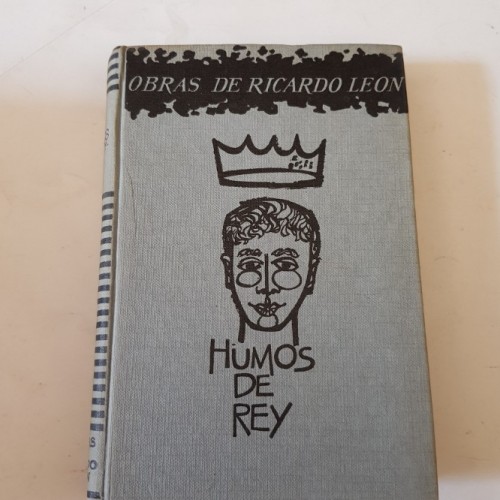 OBRAS DE RICARDO LEON
HUMOS
DE
REY